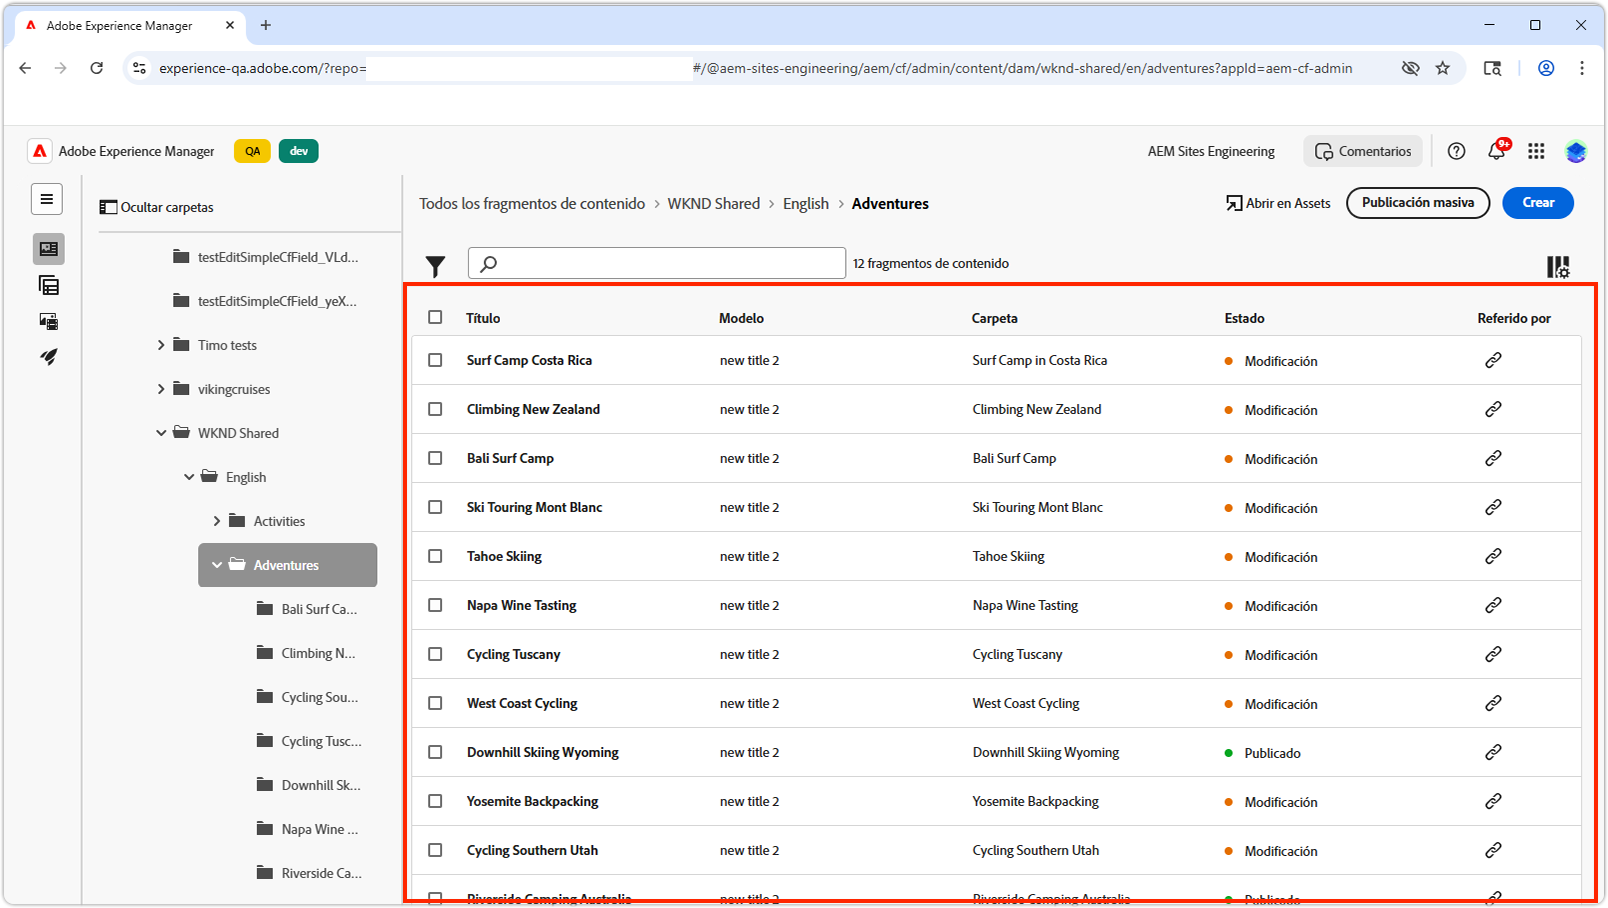 Adobe Experience Manager
experience-qa.adobe.com/?repo= #/@aem-sites-engineering/aem/cf/admin/content/dam/wknd-shared/en/adventures?appId=aem-cf-admin
Adobe Experience Manager QA dev AEM Sites Engineering Comentarios 9+
Ocultar carpetas
testEditSimpleCfField_VLd...
testEditSimpleCfField_yeX...
Timo tests
vikingcruises
WKND Shared
English
Activities
Adventures
Bali Surf Ca...
Climbing N...
Cycling Sou...
Cycling Tusc...
Downhill Sk...
Napa Wine ...
Riverside Ca...
Todos los fragmentos de contenido › WKND Shared › English › Adventures
Abrir en Assets Publicación masiva Crear
12 fragmentos de contenido
Título Modelo Carpeta Estado Referido por
Surf Camp Costa Rica new title 2 Surf Camp in Costa Rica Modificación
Climbing New Zealand new title 2 Climbing New Zealand Modificación
Bali Surf Camp new title 2 Bali Surf Camp Modificación
Ski Touring Mont Blanc new title 2 Ski Touring Mont Blanc Modificación
Tahoe Skiing new title 2 Tahoe Skiing Modificación
Napa Wine Tasting new title 2 Napa Wine Tasting Modificación
Cycling Tuscany new title 2 Cycling Tuscany Modificación
West Coast Cycling new title 2 West Coast Cycling Modificación
Downhill Skiing Wyoming new title 2 Downhill Skiing Wyoming Publicado
Yosemite Backpacking new title 2 Yosemite Backpacking Modificación
Cycling Southern Utah new title 2 Cycling Southern Utah Modificación
Riverside Camping Australia new title 2 Riverside Camping Australia Publicado